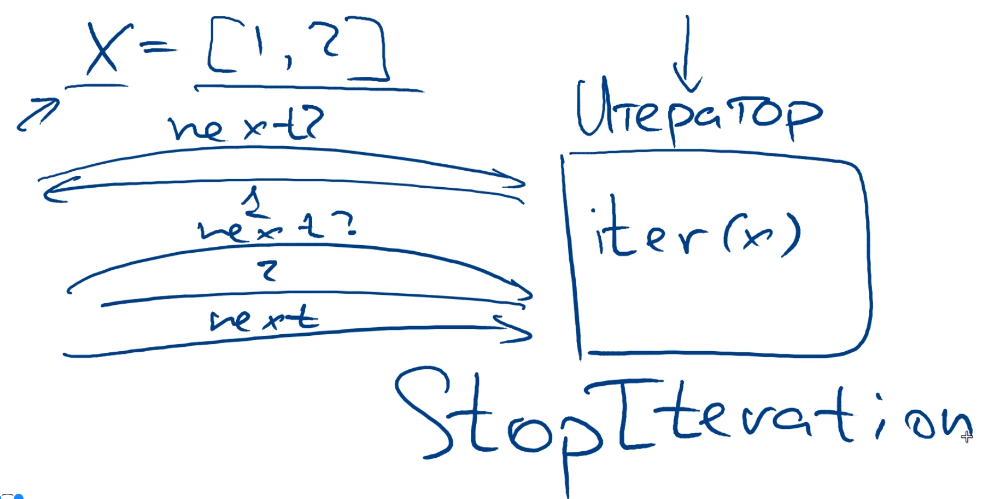 x = [1, 2]
Итератор
next?
1
next?
iter(x)
2
next
StopIteration